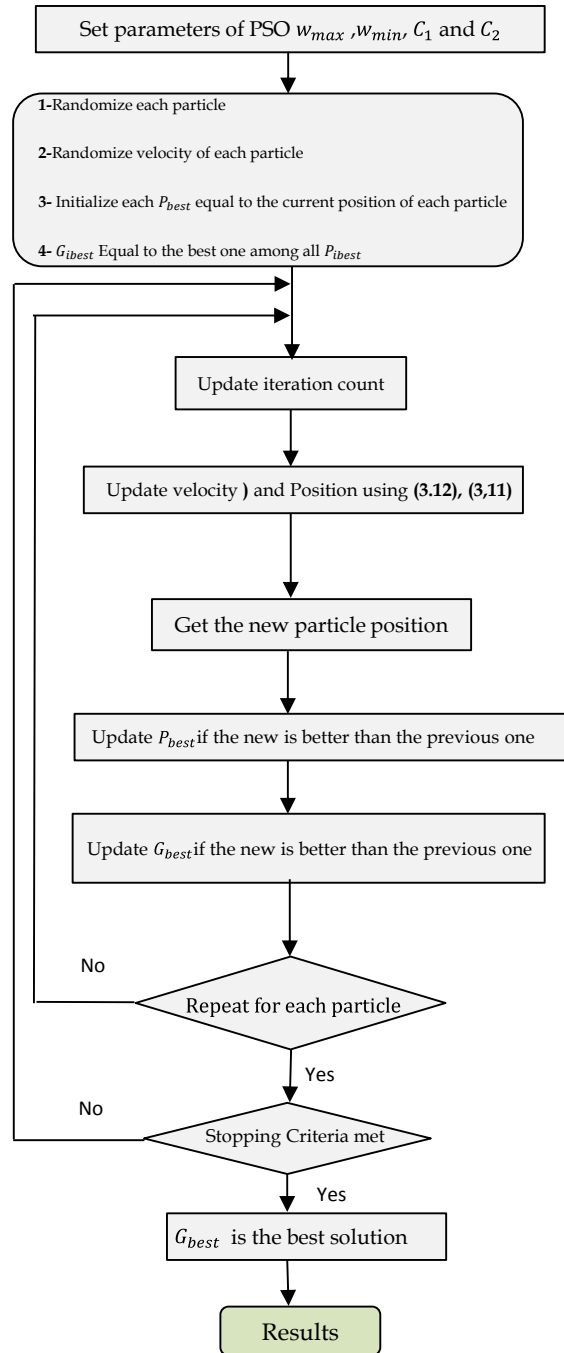 Set parameters of PSO w_max ,w_min, C_1 and C_2
1-Randomize each particle
2-Randomize velocity of each particle
3- Initialize each P_best equal to the current position of each particle
4- G_ibest Equal to the best one among all P_ibest
Update iteration count
Update velocity ) and Position using (3.12), (3,11)
Get the new particle position
Update P_best if the new is better than the previous one
Update G_best if the new is better than the previous one
No
Repeat for each particle
Yes
No
Stopping Criteria met
Yes
G_best is the best solution
Results